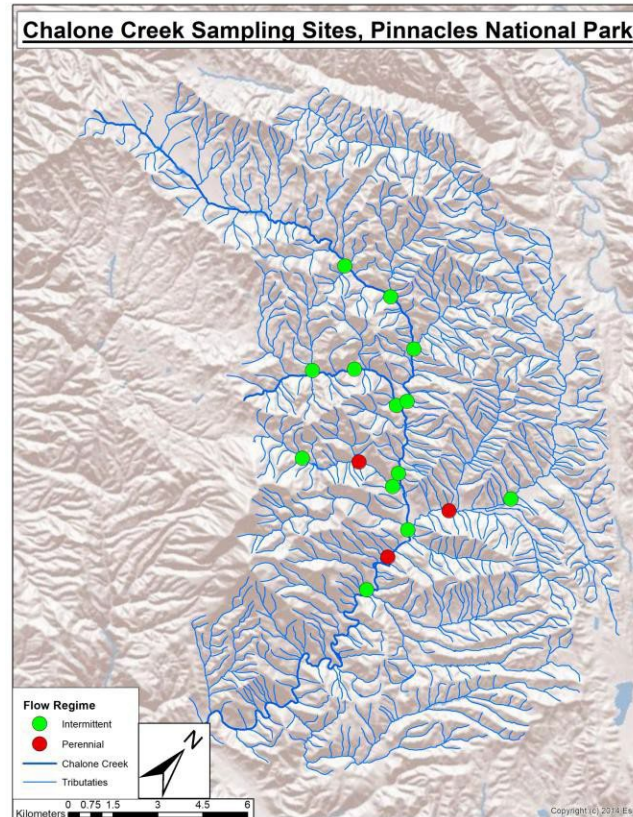 Chalone Creek Sampling Sites, Pinnacles National Park
Flow Regime
Intermittent
Perennial
Chalone Creek
Tributaties
N
Kilometers
0 0.75 1.5 3 4.5 6
Copyright (c) 2014 Es